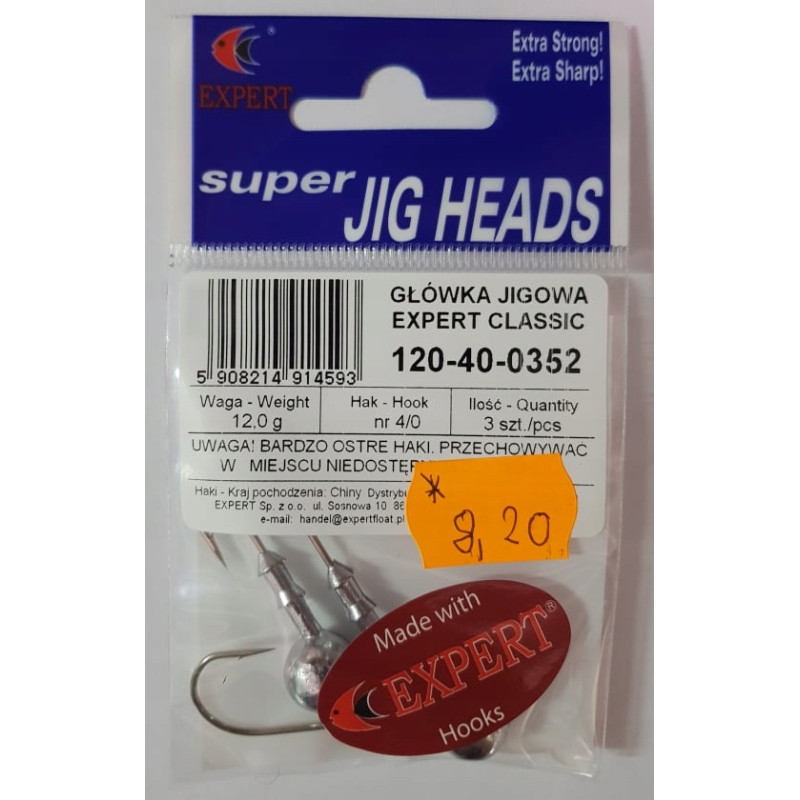 EXPERT®
Extra Strong!
Extra Sharp!
super JIG HEADS
GŁÓWKA JIGOWA
EXPERT CLASSIC
120-40-0352
5 908214 914593
Waga - Weight
12,0 g
Hak - Hook
nr 4/0
Ilość - Quantity
3 szt./pcs
UWAGA! BARDZO OSTRE HAKI. PRZECHOWYWAĆ
W MIEJSCU
Haki - Kraj pochodzenia: Chiny
EXPERT Sp. z o.o. ul. Sosnowa 10
e-mail: handel@expertfloat.pl
* 9,20
Made with
EXPERT®
Hooks